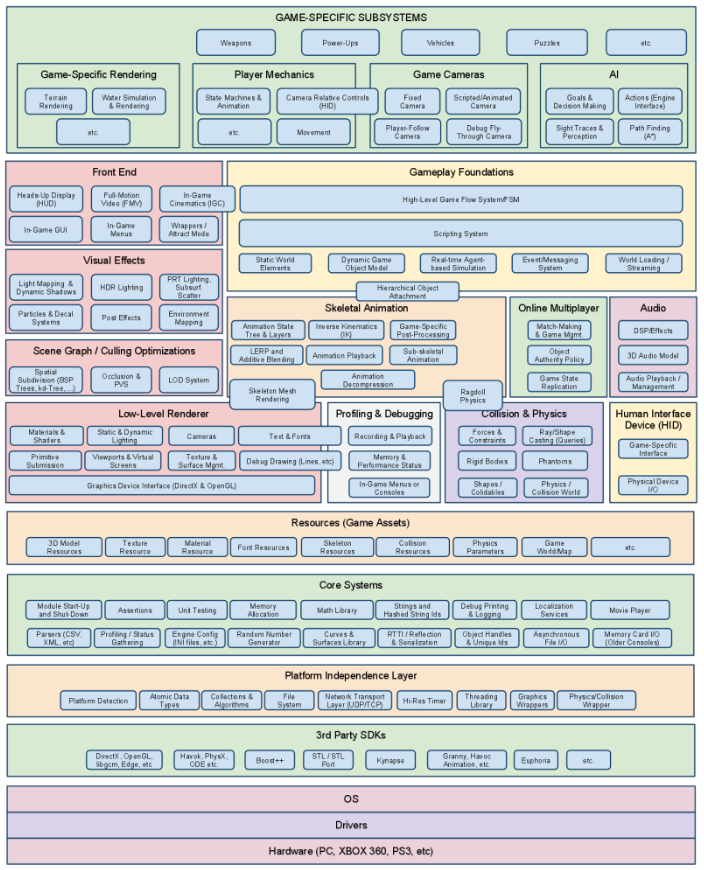 GAME-SPECIFIC SUBSYSTEMS
Weapons
Power-Ups
Vehicles
Puzzles
etc.
Game-Specific Rendering
Terrain
Rendering
Water Simulation
& Rendering
etc.
Player Mechanics
State Machines &
Animation
Camera Relative Controls
(HID)
etc.
Movement
Game Cameras
Fixed
Camera
Scripted/Animated
Camera
Player-Follow
Camera
Debug Fly-
Through Camera
AI
Goals &
Decision Making
Actions (Engine
Interface)
Sight Traces &
Perception
Path Finding
(A*)
Front End
Heads-Up Display
(HUD)
Full-Motion
Video (FMV)
In-Game
Cinematics (IGC)
In-Game GUI
In-Game
Menus
Wrappers /
Attract Mode
Gameplay Foundations
High-Level Game Flow System/FSM
Scripting System
Static World
Elements
Dynamic Game
Object Model
Real-time Agent-
based Simulation
Event/Messaging
System
World Loading /
Streaming
Hierarchical Object
Attachment
Visual Effects
Light Mapping &
Dynamic Shadows
HDR Lighting
PRT Lighting,
Subsurf.
Scatter
Particles & Decal
Systems
Post Effects
Environment
Mapping
Scene Graph / Culling Optimizations
Spatial
Subdivision (BSP
Trees, kd-Tree, ...)
Occlusion &
PVS
LOD System
Skeletal Animation
Animation State
Tree & Layers
Inverse Kinematics
(IK)
Game-Specific
Post-Processing
LERP and
Additive Blending
Animation Playback
Sub-skeletal
Animation
Animation
Decompression
Skeleton Mesh
Rendering
Ragdoll
Physics
Online Multiplayer
Match-Making
& Game Mgmt.
Object
Authority Policy
Game State
Replication
Audio
DSP/Effects
3D Audio Model
Audio Playback /
Management
Low-Level Renderer
Materials &
Shaders
Static & Dynamic
Lighting
Cameras
Text & Fonts
Primitive
Submission
Viewports & Virtual
Screens
Texture &
Surface Mgmt.
Debug Drawing (Lines, etc)
Graphics Device Interface (DirectX & OpenGL)
Profiling & Debugging
Recording & Playback
Memory &
Performance Status
In-Game Menus or
Consoles
Collision & Physics
Forces &
Constraints
Ray/Shape
Casting (Queries)
Rigid Bodies
Phantoms
Shapes /
Colidables
Physics /
Collision World
Human Interface
Device (HID)
Game-Specific
Interface
Physical Device
I/O
Resources (Game Assets)
3D Model
Resources
Texture
Resource
Material
Resource
Font Resources
Skeleton
Resources
Collision
Resources
Physics
Parameters
Game
World/Map
etc.
Core Systems
Module Start-Up
and Shut-Down
Assertions
Unit Testing
Memory
Allocation
Math Library
Strings and
Hashed String Ids
Debug Printing
& Logging
Localization
Services
Movie Player
Parsers (CSV,
XML, etc)
Profiling / Status
Gathering
Engine Config
(INI files, etc.)
Random Number
Generator
Curves &
Surfaces Library
RTTI / Reflection
& Serialization
Object Handles
& Unique Ids
Asynchronous
File I/O
Memory Card I/O
(Older Consoles)
Platform Independence Layer
Platform Detection
Atomic Data
Types
Collections &
Algorithms
File
System
Network Transport
Layer (UDP/TCP)
Hi-Res Timer
Threading
Library
Graphics
Wrappers
Physics/Collision
Wrapper
3rd Party SDKs
DirectX, OpenGL,
libgcm, Edge, etc
Havok, PhysX,
ODE etc.
Boost++
STL / STL
Port
Kynapse
Granny, Havoc
Animation, etc.
Euphoria
etc.
OS
Drivers
Hardware (PC, XBOX 360, PS3, etc)